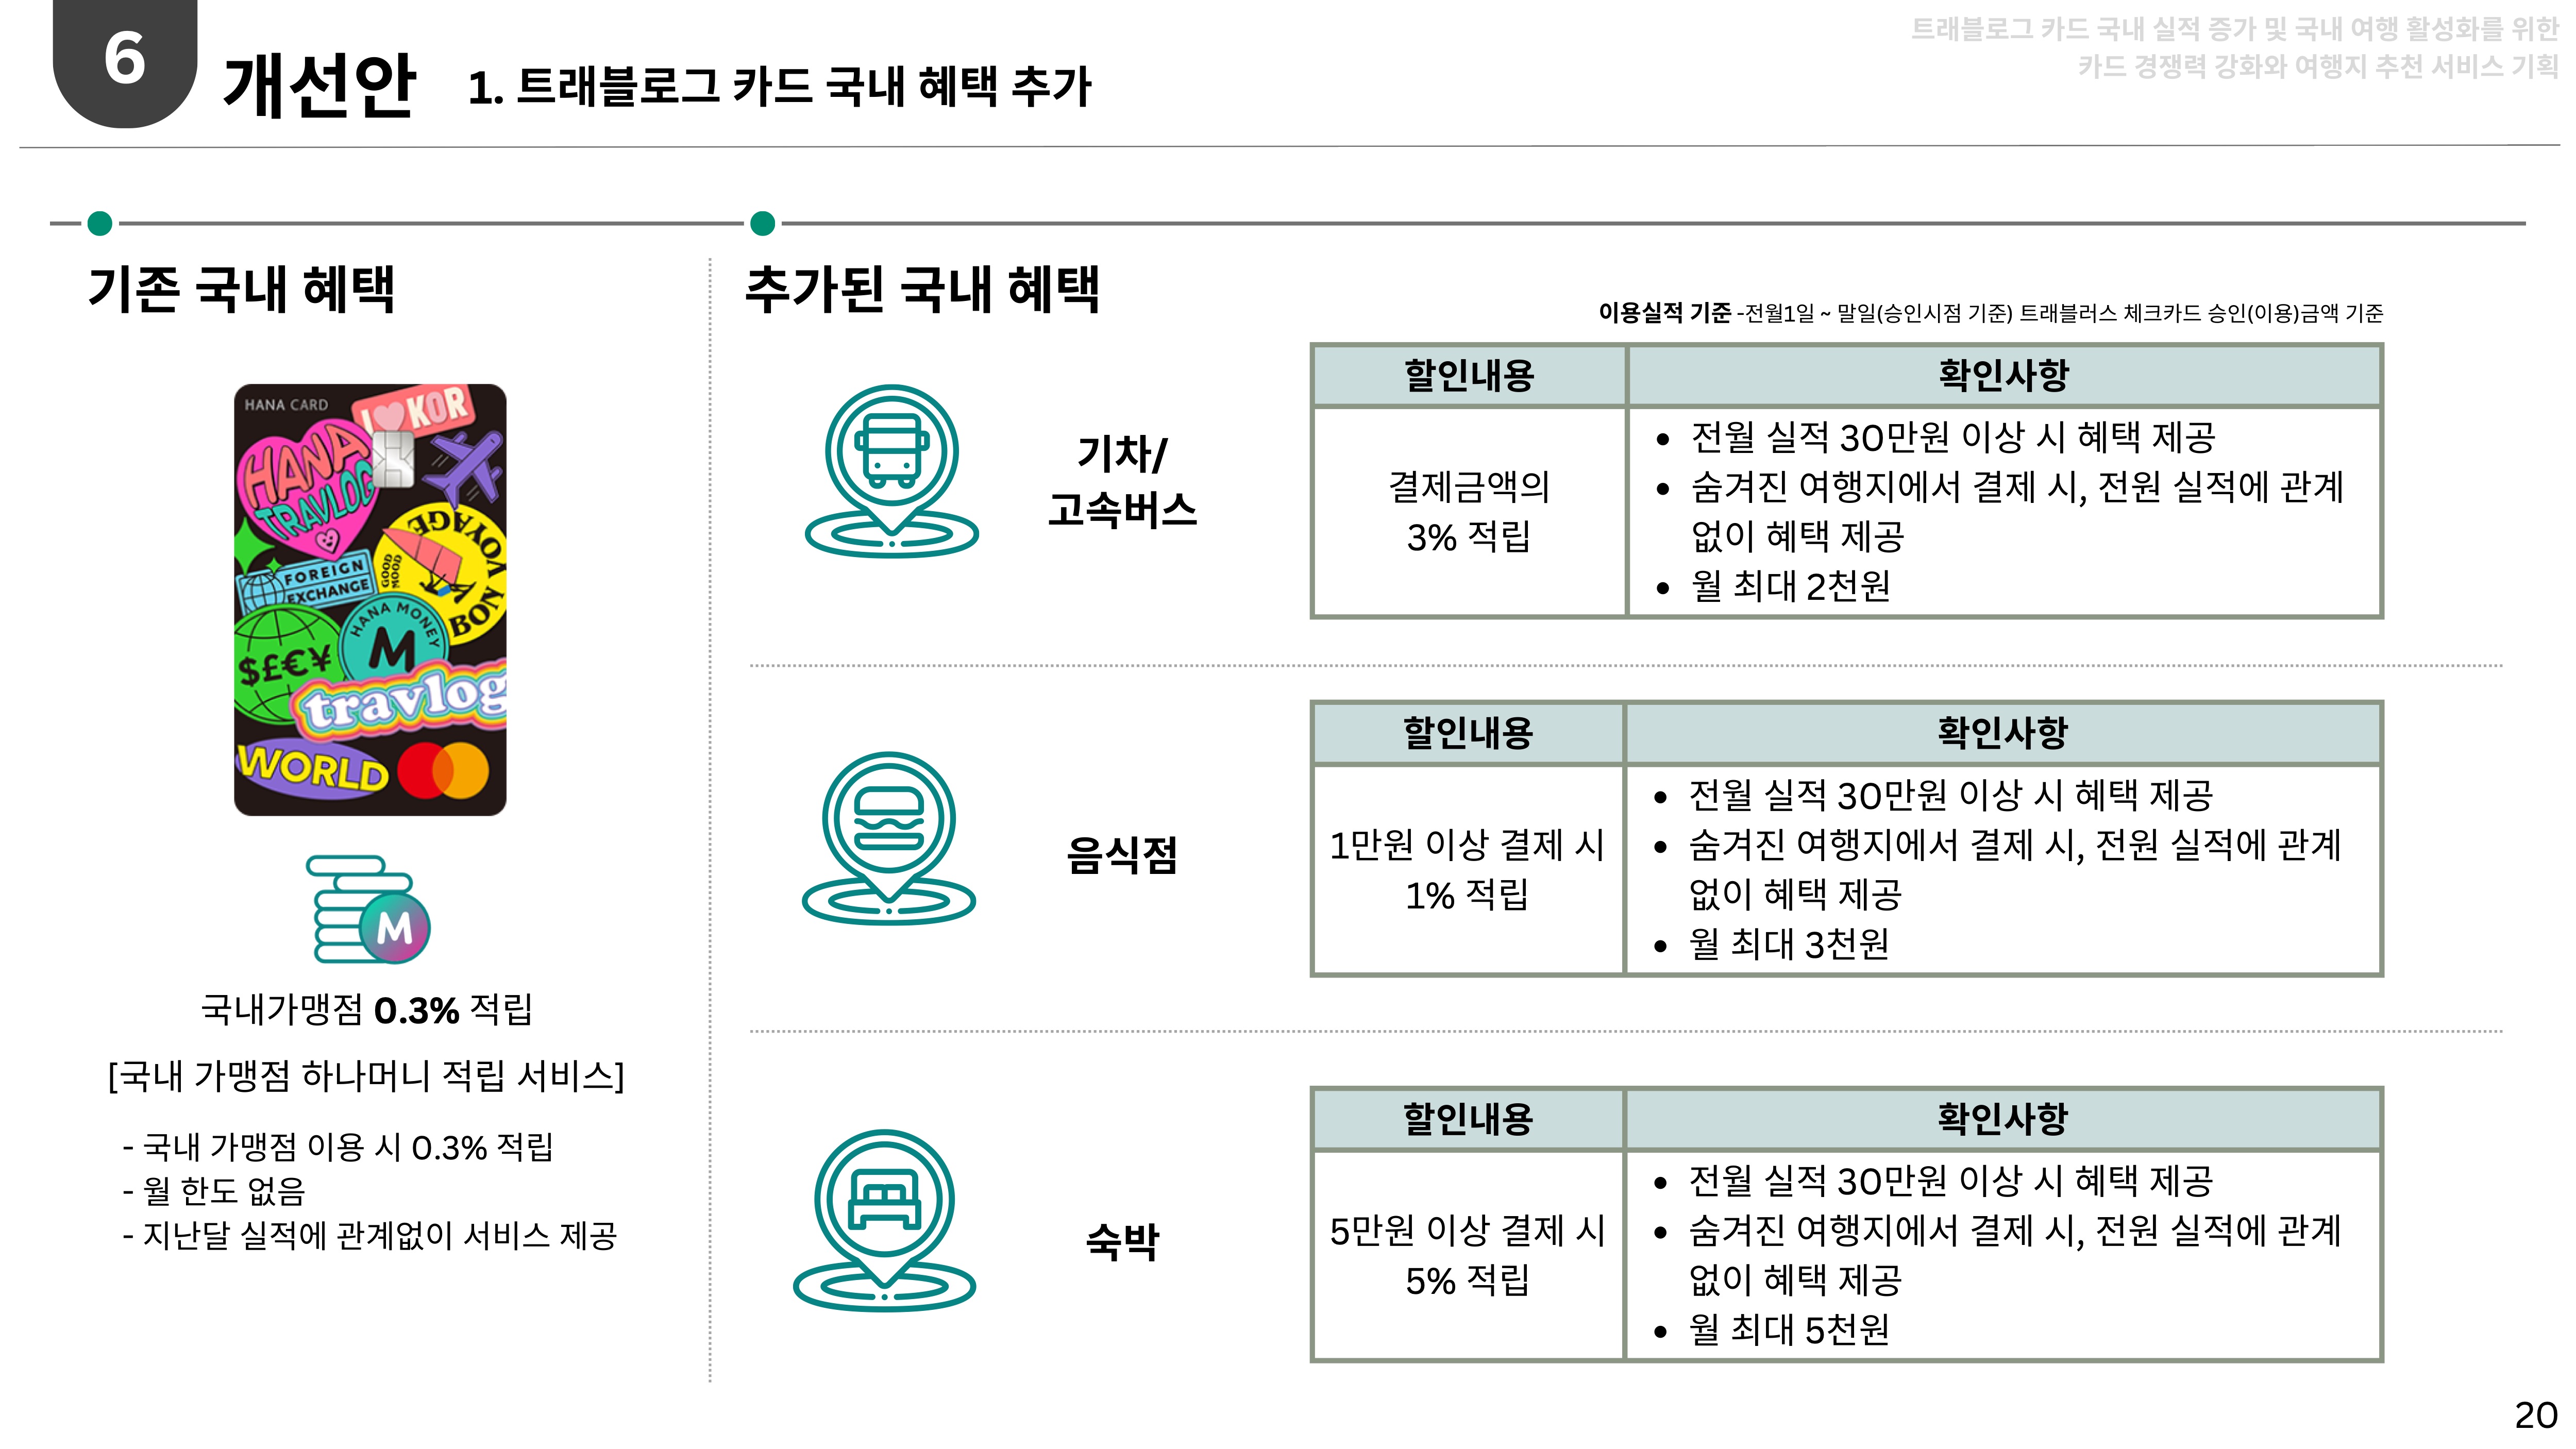 6
개선안
1. 트래블로그 카드 국내 혜택 추가
트래블로그 카드 국내 실적 증가 및 국내 여행 활성화를 위한
카드 경쟁력 강화와 여행지 추천 서비스 기획
기존 국내 혜택
HANA CARD
I KOR
HANA
TRAVLOG
BON VOYAGE
GOOD
MOOD
FOREIGN
EXCHANGE
HANA MONEY
M
$£€¥
travlog
WORLD
M
국내가맹점 0.3% 적립
[국내 가맹점 하나머니 적립 서비스]
- 국내 가맹점 이용 시 0.3% 적립
- 월 한도 없음
- 지난달 실적에 관계없이 서비스 제공
추가된 국내 혜택
이용실적 기준 -전월1일 ~ 말일(승인시점 기준) 트래블러스 체크카드 승인(이용)금액 기준
기차/
고속버스
할인내용
확인사항
결제금액의
3% 적립
• 전월 실적 30만원 이상 시 혜택 제공
• 숨겨진 여행지에서 결제 시, 전원 실적에 관계
없이 혜택 제공
• 월 최대 2천원
음식점
할인내용
확인사항
1만원 이상 결제 시
1% 적립
• 전월 실적 30만원 이상 시 혜택 제공
• 숨겨진 여행지에서 결제 시, 전원 실적에 관계
없이 혜택 제공
• 월 최대 3천원
숙박
할인내용
확인사항
5만원 이상 결제 시
5% 적립
• 전월 실적 30만원 이상 시 혜택 제공
• 숨겨진 여행지에서 결제 시, 전원 실적에 관계
없이 혜택 제공
• 월 최대 5천원
20